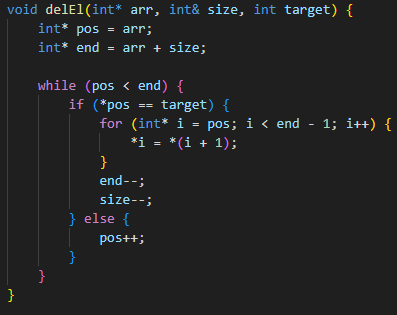 void delEl(int* arr, int& size, int target) {
    int* pos = arr;
    int* end = arr + size;

    while (pos < end) {
        if (*pos == target) {
            for (int* i = pos; i < end - 1; i++) {
                *i = *(i + 1);
            }
            end--;
            size--;
        } else {
            pos++;
        }
    }
}